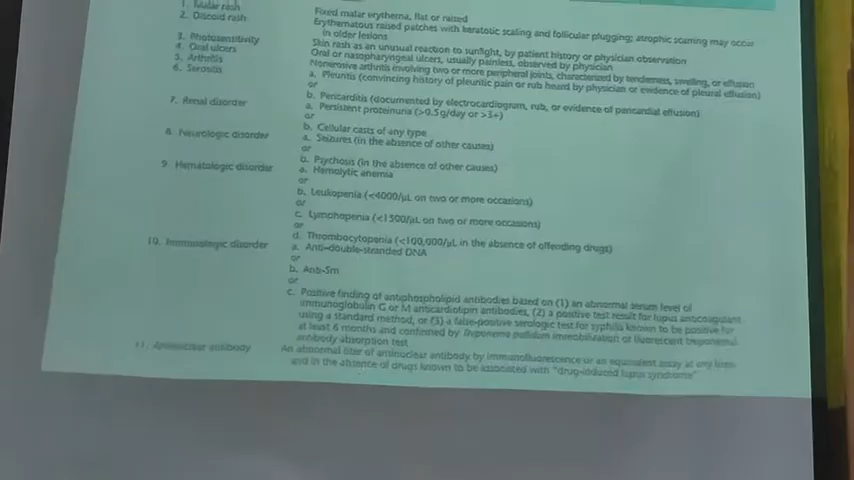 1. Malar rash Fixed malar erythema, flat or raised
2. Discoid rash Erythematous raised patches with keratotic scaling and follicular plugging; atrophic scarring may occur
in older lesions
3. Photosensitivity Skin rash as an unusual reaction to sunlight, by patient history or physician observation
4. Oral ulcers Oral or nasopharyngeal ulcers, usually painless, observed by physician
5. Arthritis Nonerosive arthritis involving two or more peripheral joints, characterized by tenderness, swelling, or effusion
6. Serositis a. Pleuritis (convincing history of pleuritic pain or rub heard by physician or evidence of pleural effusion)
or
b. Pericarditis (documented by electrocardiogram, rub, or evidence of pericardial effusion)
7. Renal disorder a. Persistent proteinuria (>0.5g/day or >3+)
or
b. Cellular casts of any type
8. Neurologic disorder a. Seizures (in the absence of other causes)
or
b. Psychosis (in the absence of other causes)
9. Hematologic disorder a. Hemolytic anemia
or
b. Leukopenia (<4000/μL on two or more occasions)
or
c. Lymphopenia (<1500/μL on two or more occasions)
or
d. Thrombocytopenia (<100,000/μL in the absence of offending drugs)
10. Immunologic disorder a. Anti-double-stranded DNA
or
b. Anti-Sm
or
c. Positive finding of antiphospholipid antibodies based on (1) an abnormal serum level of
immunoglobulin G or M anticardiolipin antibodies, (2) a positive test result for lupus anticoagulant
using a standard method, or (3) a false-positive serologic test for syphilis known to be positive for
at least 6 months and confirmed by Treponema pallidum immobilization or fluorescent treponemal
antibody absorption test
11. Antinuclear antibody An abnormal titer of antinuclear antibody by immunofluorescence or an equivalent assay at any time
and in the absence of drugs known to be associated with "drug-induced lupus syndrome"